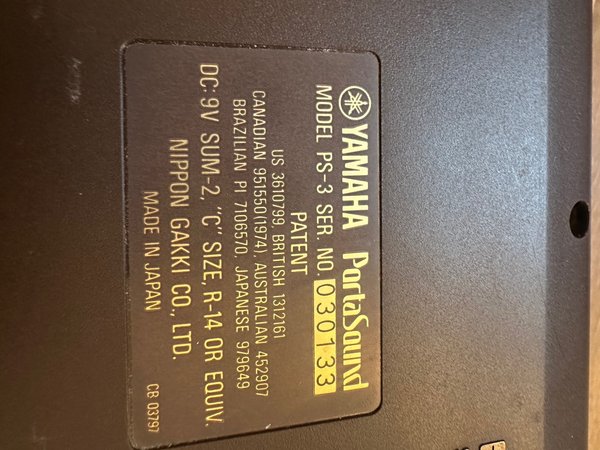 YAMAHA PortaSound
MODEL PS-3 SER. NO. 030133
PATENT
US 3610799, BRITISH 1312161
CANADIAN 951550(1974), AUSTRALIAN 452907
BRAZILIAN PI 7106570, JAPANESE 979649
DC: 9V SUM-2, "C" SIZE, R-14 OR EQUIV.
NIPPON GAKKI CO., LTD.
MADE IN JAPAN
CB 03797